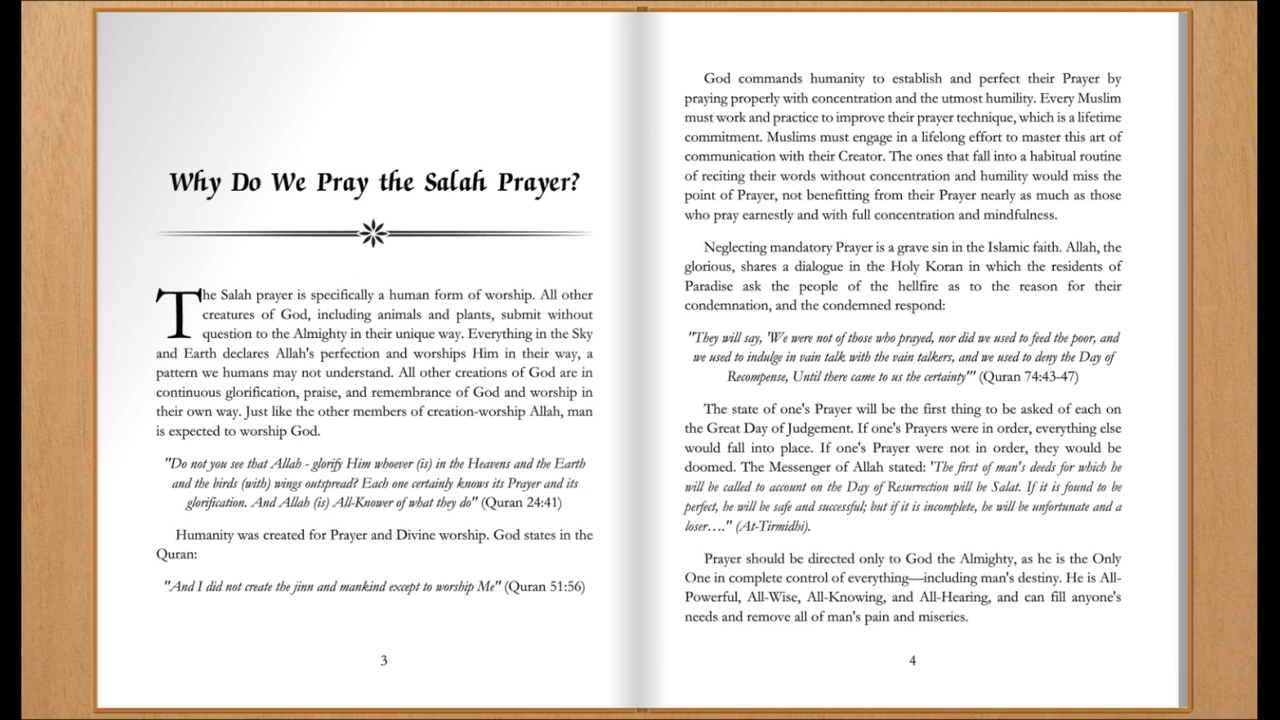 Why Do We Pray the Salah Prayer?
The Salah prayer is specifically a human form of worship. All other
creatures of God, including animals and plants, submit without
question to the Almighty in their unique way. Everything in the Sky
and Earth declares Allah's perfection and worships Him in their way, a
pattern we humans may not understand. All other creations of God are in
continuous glorification, praise, and remembrance of God and worship in
their own way. Just like the other members of creation-worship Allah, man
is expected to worship God.
"Do not you see that Allah - glorify Him whoever (is) in the Heavens and the Earth
and the birds (with) wings outspread? Each one certainly knows its Prayer and its
glorification. And Allah (is) All-Knower of what they do" (Quran 24:41)
Humanity was created for Prayer and Divine worship. God states in the
Quran:
"And I did not create the jinn and mankind except to worship Me" (Quran 51:56)
3
God commands humanity to establish and perfect their Prayer by
praying properly with concentration and the utmost humility. Every Muslim
must work and practice to improve their prayer technique, which is a lifetime
commitment. Muslims must engage in a lifelong effort to master this art of
communication with their Creator. The ones that fall into a habitual routine
of reciting their words without concentration and humility would miss the
point of Prayer, not benefitting from their Prayer nearly as much as those
who pray earnestly and with full concentration and mindfulness.
Neglecting mandatory Prayer is a grave sin in the Islamic faith. Allah, the
glorious, shares a dialogue in the Holy Koran in which the residents of
Paradise ask the people of the hellfire as to the reason for their
condemnation, and the condemned respond:
"They will say, 'We were not of those who prayed, nor did we used to feed the poor, and
we used to indulge in vain talk with the vain talkers, and we used to deny the Day of
Recompense, Until there came to us the certainty'" (Quran 74:43-47)
The state of one's Prayer will be the first thing to be asked of each on
the Great Day of Judgement. If one's Prayers were in order, everything else
would fall into place. If one's Prayer were not in order, they would be
doomed. The Messenger of Allah stated: 'The first of man's deeds for which he
will be called to account on the Day of Resurrection will be Salat. If it is found to be
perfect, he will be safe and successful; but if it is incomplete, he will be unfortunate and a
loser…." (At-Tirmidhi).
Prayer should be directed only to God the Almighty, as he is the Only
One in complete control of everything—including man's destiny. He is All-
Powerful, All-Wise, All-Knowing, and All-Hearing, and can fill anyone's
needs and remove all of man's pain and miseries.
4